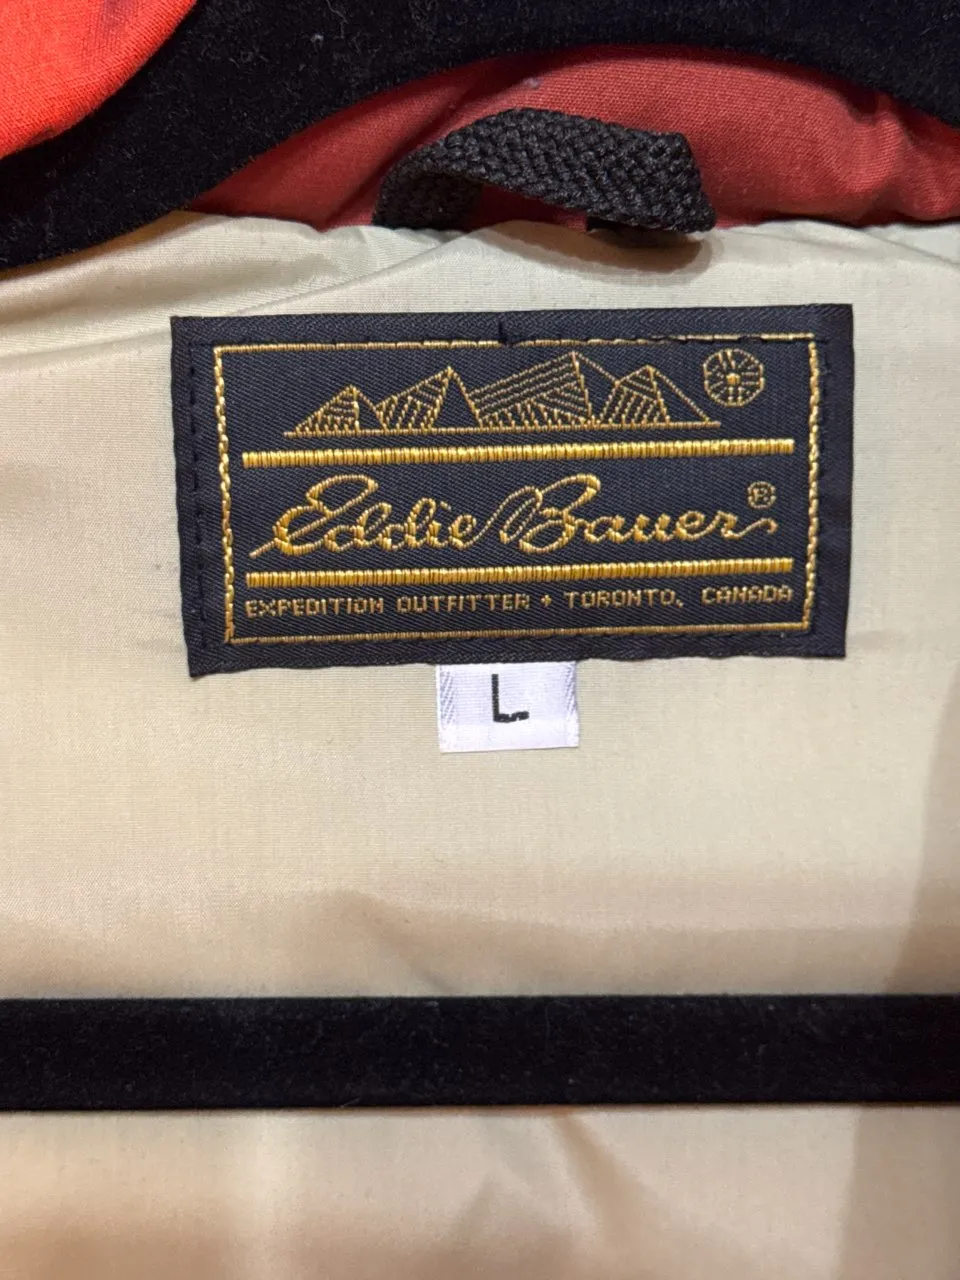 Eddie Bauer ®
EXPEDITION OUTFITTER + TORONTO, CANADA
L